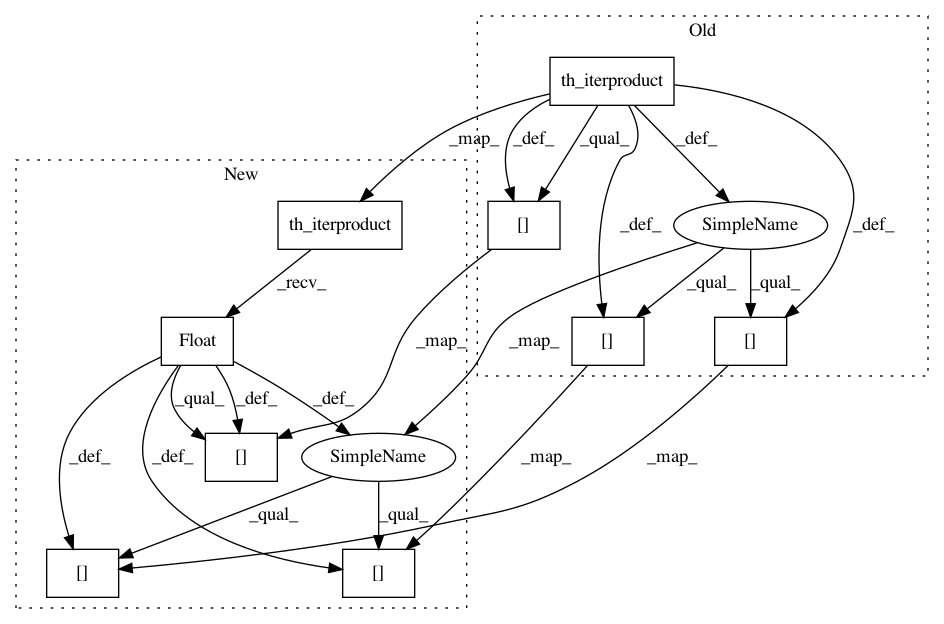 Old
th_iterproduct
_map_
_def_
_qual_
_def_
New
th_iterproduct
[]
_def_
SimpleName
_def_
_recv_
_qual_
_qual_
Float
_map_
_map_
[]
[]
_def_
_qual_
_def_
_def_
_def_
[]
SimpleName
_map_
_map_
_qual_
_qual_
[]
[]